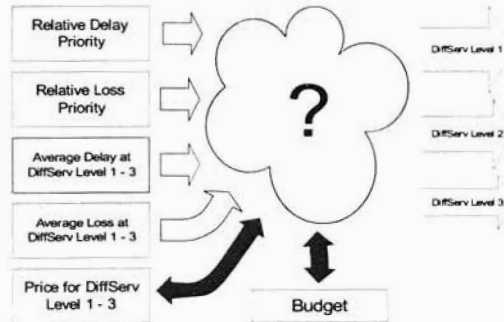 Relative Delay
Priority
Relative Loss
Priority
Average Delay at
DiffServ Level 1 - 3
Average Loss at
DiffServ Level 1 - 3
Price for DiffServ
Level 1 - 3
?
Budget
DiffServ Level 1
DiffServ Level 2
DiffServ Level 3